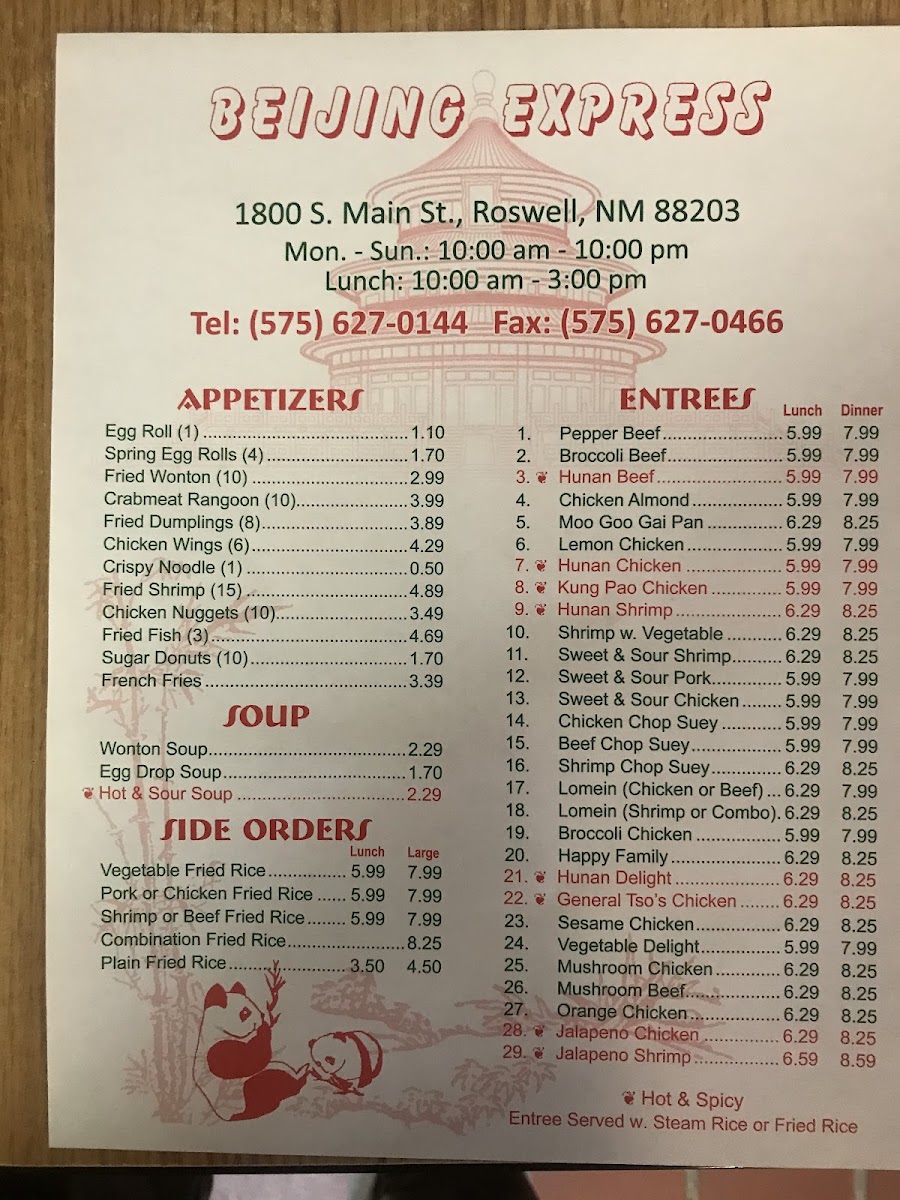 BEIJING EXPRESS
1800 S. Main St., Roswell, NM 88203
Mon. - Sun.: 10:00 am - 10:00 pm
Lunch: 10:00 am - 3:00 pm
Tel: (575) 627-0144 Fax: (575) 627-0466
APPETIZERS
Egg Roll (1) 1.10
Spring Egg Rolls (4) 1.70
Fried Wonton (10) 2.99
Crabmeat Rangoon (10) 3.99
Fried Dumplings (8) 3.89
Chicken Wings (6) 4.29
Crispy Noodle (1) 0.50
Fried Shrimp (15) 4.89
Chicken Nuggets (10) 3.49
Fried Fish (3) 4.69
Sugar Donuts (10) 1.70
French Fries 3.39
SOUP
Wonton Soup 2.29
Egg Drop Soup 1.70
Hot & Sour Soup 2.29
SIDE ORDERS
Lunch Large
Vegetable Fried Rice 5.99 7.99
Pork or Chicken Fried Rice 5.99 7.99
Shrimp or Beef Fried Rice 5.99 7.99
Combination Fried Rice 8.25
Plain Fried Rice 3.50 4.50
ENTREES
Lunch Dinner
1. Pepper Beef 5.99 7.99
2. Broccoli Beef 5.99 7.99
3. Hunan Beef 5.99 7.99
4. Chicken Almond 5.99 7.99
5. Moo Goo Gai Pan 6.29 8.25
6. Lemon Chicken 5.99 7.99
7. Hunan Chicken 5.99 7.99
8. Kung Pao Chicken 5.99 7.99
9. Hunan Shrimp 6.29 8.25
10. Shrimp w. Vegetable 6.29 8.25
11. Sweet & Sour Shrimp 6.29 8.25
12. Sweet & Sour Pork 5.99 7.99
13. Sweet & Sour Chicken 5.99 7.99
14. Chicken Chop Suey 5.99 7.99
15. Beef Chop Suey 5.99 7.99
16. Shrimp Chop Suey 6.29 8.25
17. Lomein (Chicken or Beef) 6.29 7.99
18. Lomein (Shrimp or Combo) 6.29 8.25
19. Broccoli Chicken 5.99 7.99
20. Happy Family 6.29 8.25
21. Hunan Delight 6.29 8.25
22. General Tso's Chicken 6.29 8.25
23. Sesame Chicken 6.29 8.25
24. Vegetable Delight 5.99 7.99
25. Mushroom Chicken 6.29 8.25
26. Mushroom Beef 6.29 8.25
27. Orange Chicken 6.29 8.25
28. Jalapeno Chicken 6.29 8.25
29. Jalapeno Shrimp 6.59 8.59
Hot & Spicy
Entree Served w. Steam Rice or Fried Rice